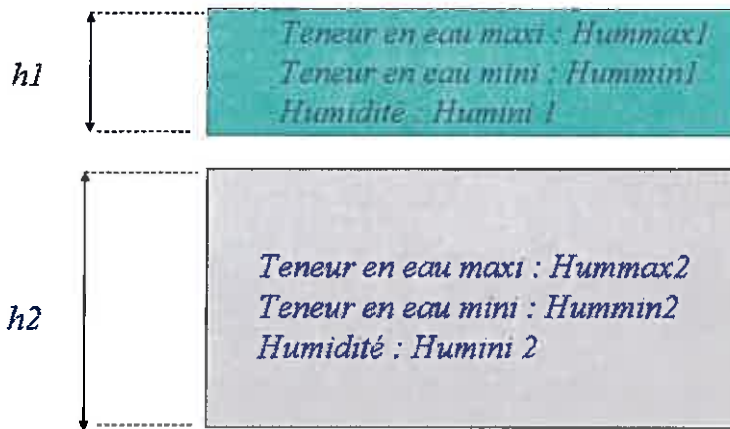 h1
Teneur en eau maxi : Hummax1
Teneur en eau mini : Hummin1
Humidité : Humini 1
h2
Teneur en eau maxi : Hummax2
Teneur en eau mini : Hummin2
Humidité : Humini 2